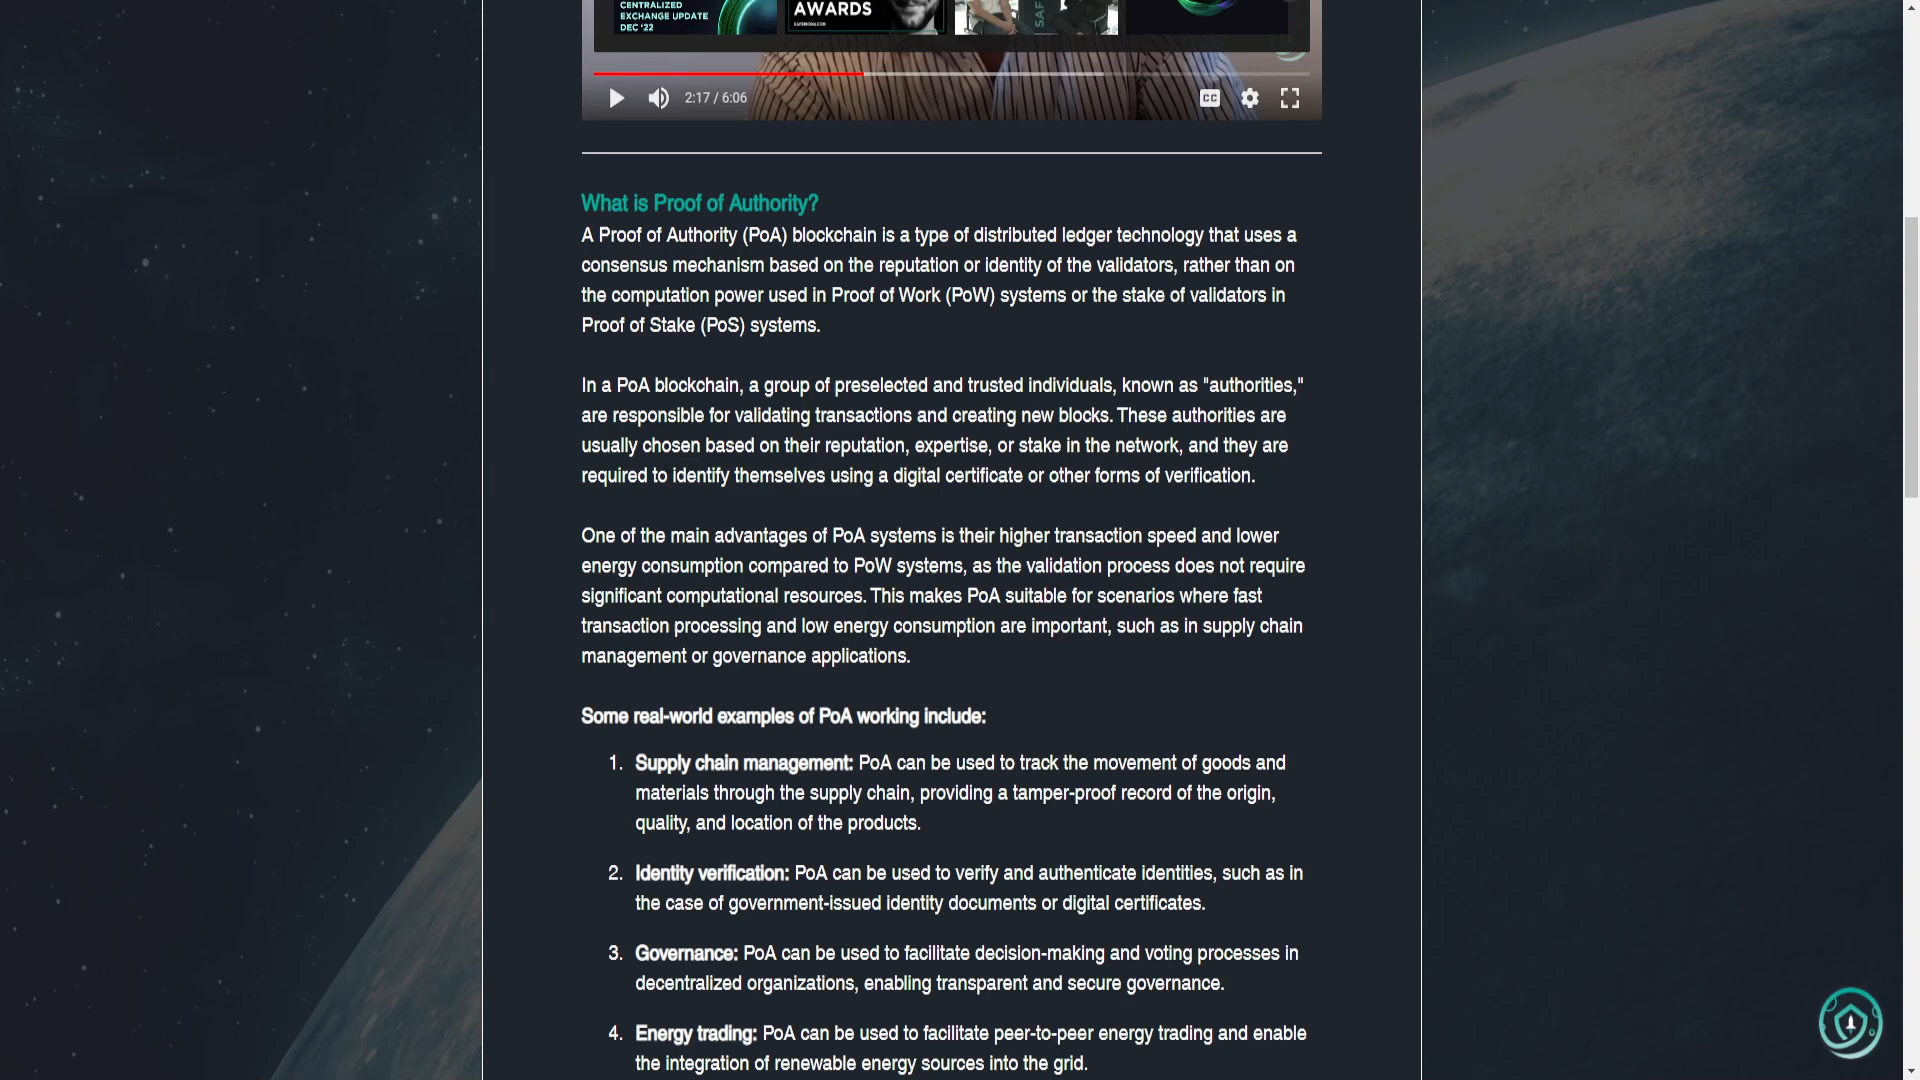 CENTRALIZED
EXCHANGE UPDATE
DEC '22
AWARDS
SAFEMOON.COM
SAF
2:17 / 6:06
CC
What is Proof of Authority?
A Proof of Authority (PoA) blockchain is a type of distributed ledger technology that uses a
consensus mechanism based on the reputation or identity of the validators, rather than on
the computation power used in Proof of Work (PoW) systems or the stake of validators in
Proof of Stake (PoS) systems.
In a PoA blockchain, a group of preselected and trusted individuals, known as "authorities,"
are responsible for validating transactions and creating new blocks. These authorities are
usually chosen based on their reputation, expertise, or stake in the network, and they are
required to identify themselves using a digital certificate or other forms of verification.
One of the main advantages of PoA systems is their higher transaction speed and lower
energy consumption compared to PoW systems, as the validation process does not require
significant computational resources. This makes PoA suitable for scenarios where fast
transaction processing and low energy consumption are important, such as in supply chain
management or governance applications.
Some real-world examples of PoA working include:
1. Supply chain management: PoA can be used to track the movement of goods and
materials through the supply chain, providing a tamper-proof record of the origin,
quality, and location of the products.
2. Identity verification: PoA can be used to verify and authenticate identities, such as in
the case of government-issued identity documents or digital certificates.
3. Governance: PoA can be used to facilitate decision-making and voting processes in
decentralized organizations, enabling transparent and secure governance.
4. Energy trading: PoA can be used to facilitate peer-to-peer energy trading and enable
the integration of renewable energy sources into the grid.